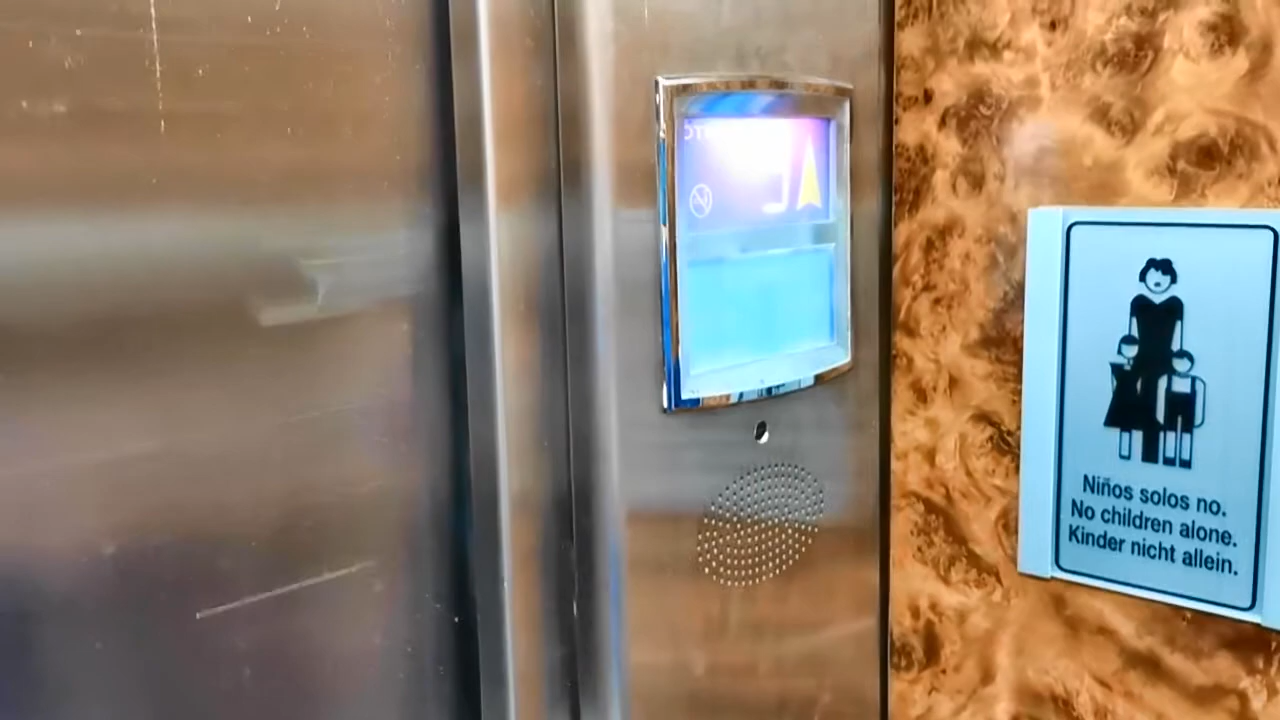 Niños solos no.
No children alone.
Kinder nicht allein.